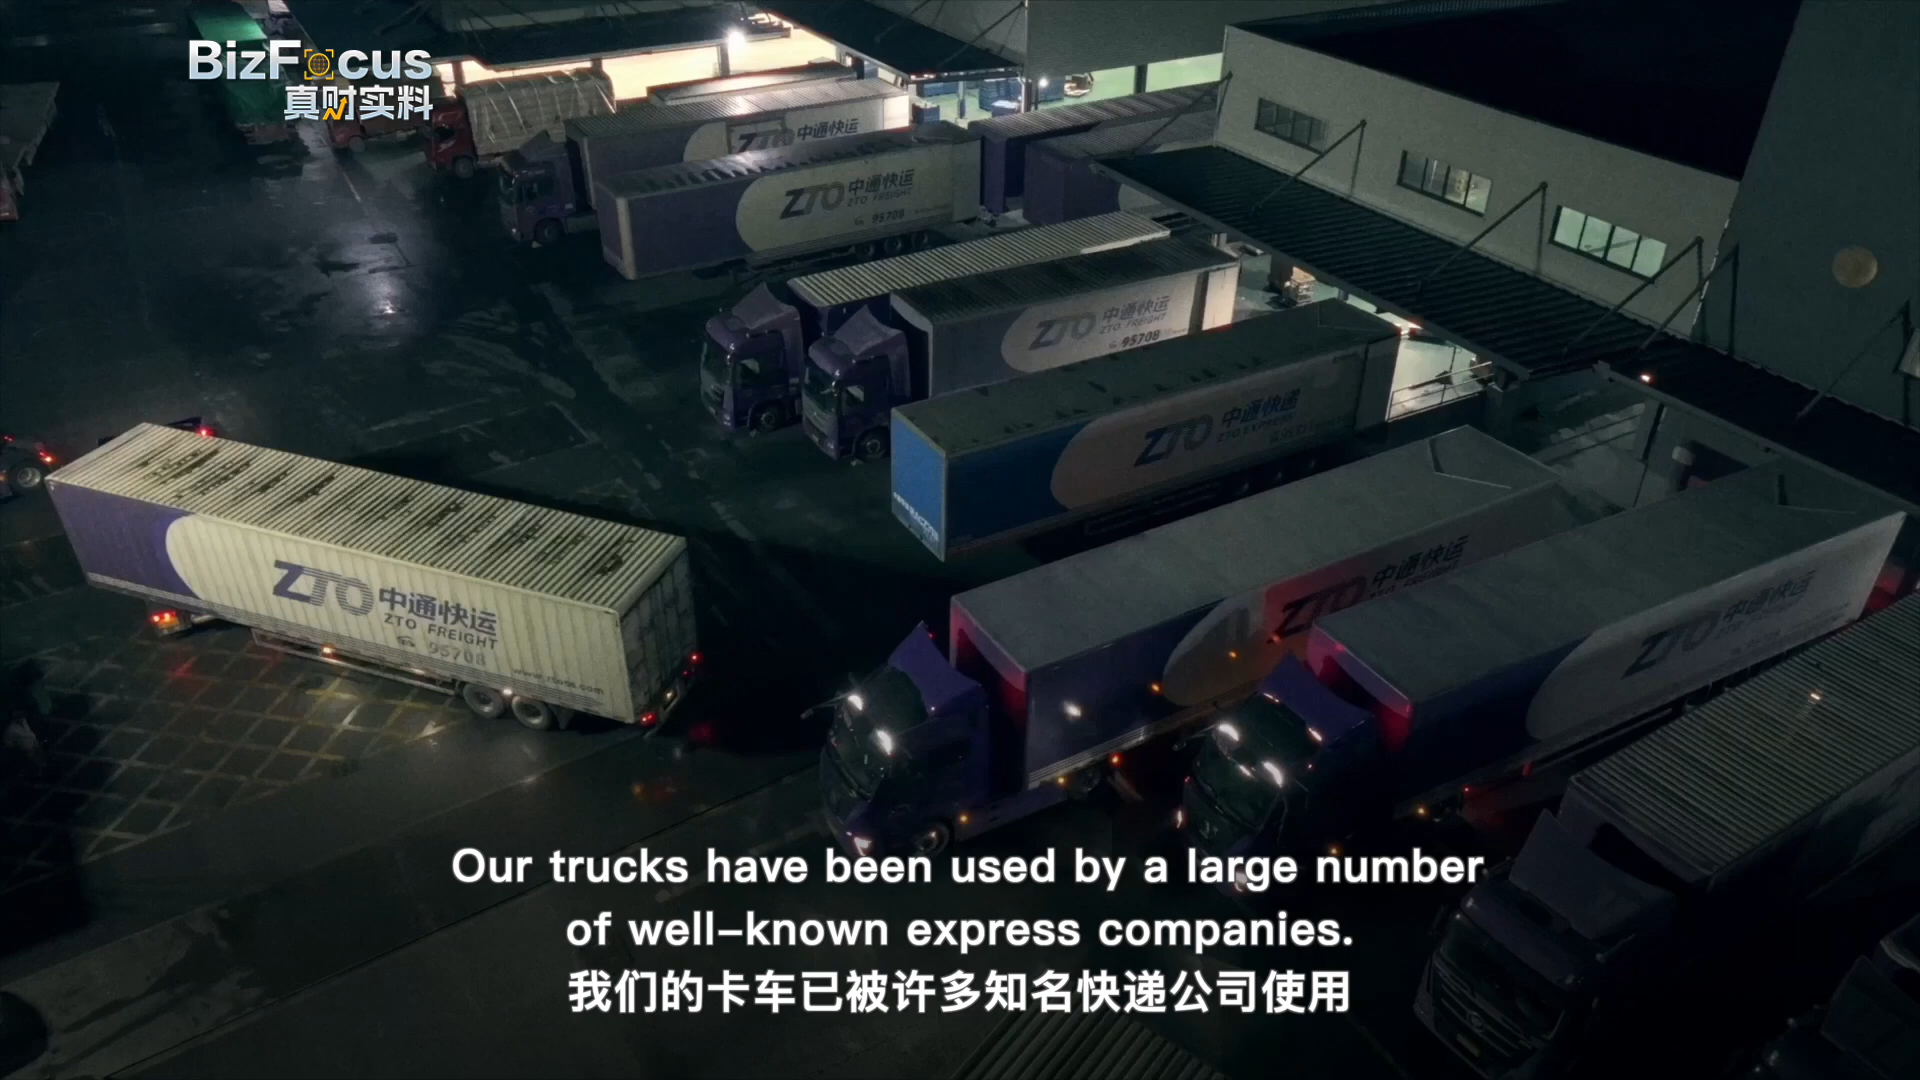 BizFocus
真财实料
ZTO 中通快运
ZTO 中通快运
ZTO FREIGHT
95708
ZTO 中通快运
ZTO FREIGHT
95708
ZTO 中通快递
ZTO EXPRESS
ZTO 中通快运
ZTO FREIGHT
95708
ZTO 中通快运
ZTO 中通快运
Our trucks have been used by a large number
of well-known express companies.
我们的卡车已被许多知名快递公司使用